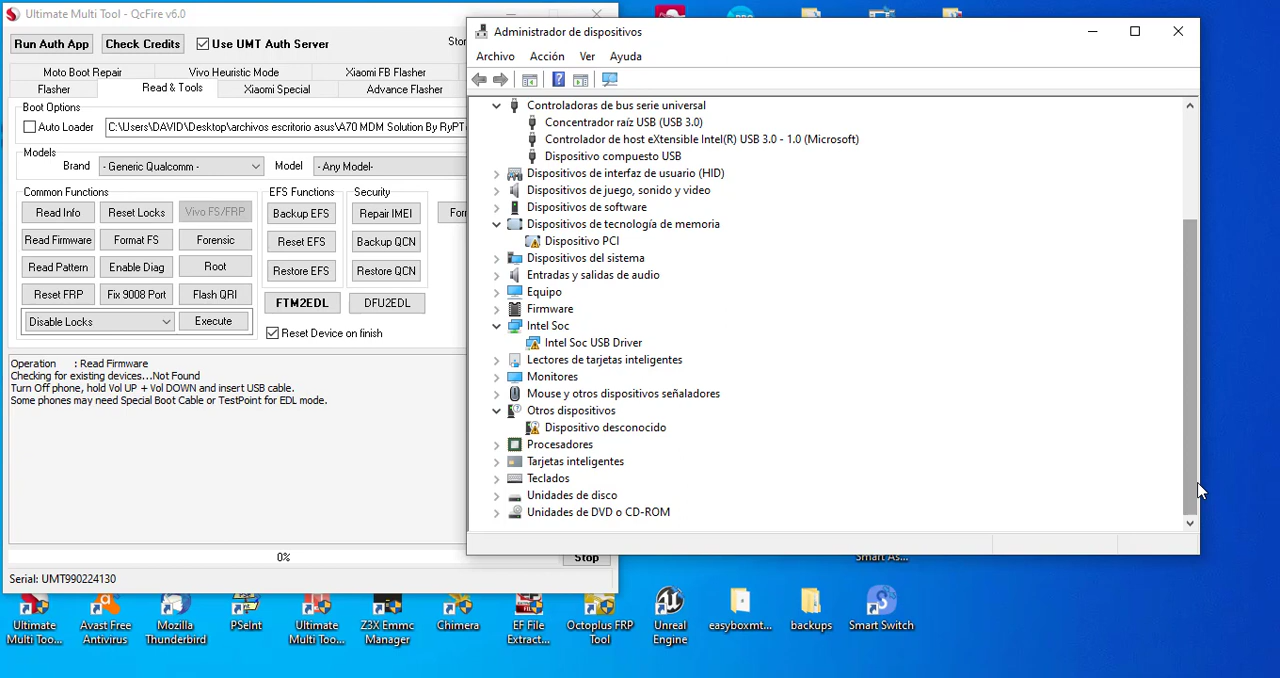 Ultimate Multi Tool - QcFire v6.0
Run Auth App
Check Credits
Use UMT Auth Server
Moto Boot Repair
Vivo Heuristic Mode
Xiaomi FB Flasher
Flasher
Read & Tools
Xiaomi Special
Advance Flasher
Boot Options
Auto Loader
C:\Users\DAVID\Desktop\archivos escritorio asus\A70 MDM Solution By RyPT
Models
Brand
- Generic Qualcomm -
Model
- Any Model-
Common Functions
EFS Functions
Security
Read Info
Reset Locks
Vivo FS/FRP
Backup EFS
Repair IMEI
Read Firmware
Format FS
Forensic
Reset EFS
Backup QCN
Read Pattern
Enable Diag
Root
Restore EFS
Restore QCN
Reset FRP
Fix 9008 Port
Flash QRI
FTM2EDL
DFU2EDL
Disable Locks
Execute
Reset Device on finish
Operation : Read Firmware
Checking for existing devices...Not Found
Turn Off phone, hold Vol UP + Vol DOWN and insert USB cable.
Some phones may need Special Boot Cable or TestPoint for EDL mode.
0%
Stop
Serial: UMT990224130
Administrador de dispositivos
Archivo Acción Ver Ayuda
Controladoras de bus serie universal
Concentrador raíz USB (USB 3.0)
Controlador de host eXtensible Intel(R) USB 3.0 - 1.0 (Microsoft)
Dispositivo compuesto USB
Dispositivos de interfaz de usuario (HID)
Dispositivos de juego, sonido y video
Dispositivos de software
Dispositivos de tecnología de memoria
Dispositivo PCI
Dispositivos del sistema
Entradas y salidas de audio
Equipo
Firmware
Intel Soc
Intel Soc USB Driver
Lectores de tarjetas inteligentes
Monitores
Mouse y otros dispositivos señaladores
Otros dispositivos
Dispositivo desconocido
Procesadores
Tarjetas inteligentes
Teclados
Unidades de disco
Unidades de DVD o CD-ROM
Smart As...
Ultimate
Multi Too...
Avast Free
Antivirus
Mozilla
Thunderbird
PSeInt
Ultimate
Multi Too...
Z3X Emmc
Manager
Chimera
EF File
Extract...
Octoplus FRP
Tool
Unreal
Engine
easyboxmt...
backups
Smart Switch